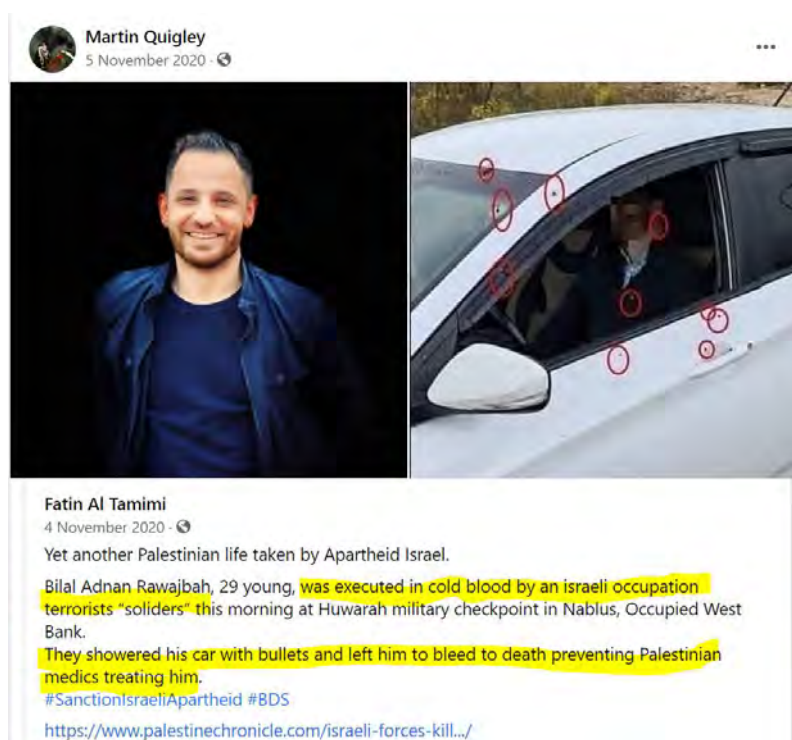 Martin Quigley
5 November 2020 ·
Fatin Al Tamimi
4 November 2020 ·
Yet another Palestinian life taken by Apartheid Israel.
Bilal Adnan Rawajbah, 29 young, was executed in cold blood by an israeli occupation
terrorists "soliders" this morning at Huwarah military checkpoint in Nablus, Occupied West
Bank.
They showered his car with bullets and left him to bleed to death preventing Palestinian
medics treating him.
#SanctionIsraeliApartheid #BDS
https://www.palestinechronicle.com/israeli-forces-kill.../